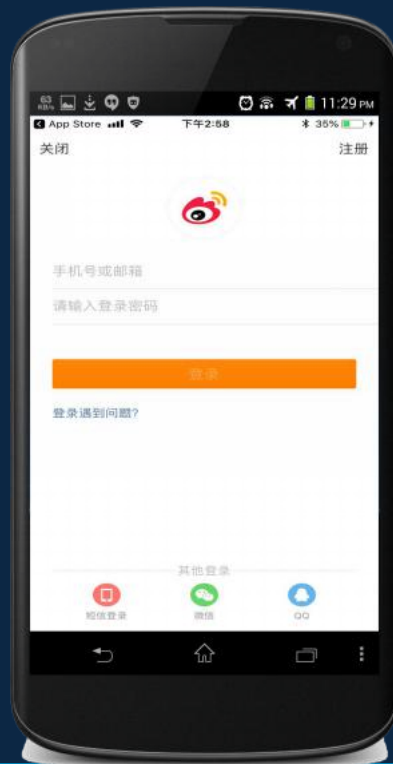 63 KB/s 11:29 PM
App Store 下午2:58 35%
关闭 注册
手机号或邮箱
请输入登录密码
登录
登录遇到问题?
其他登录
短信登录 微信 QQ